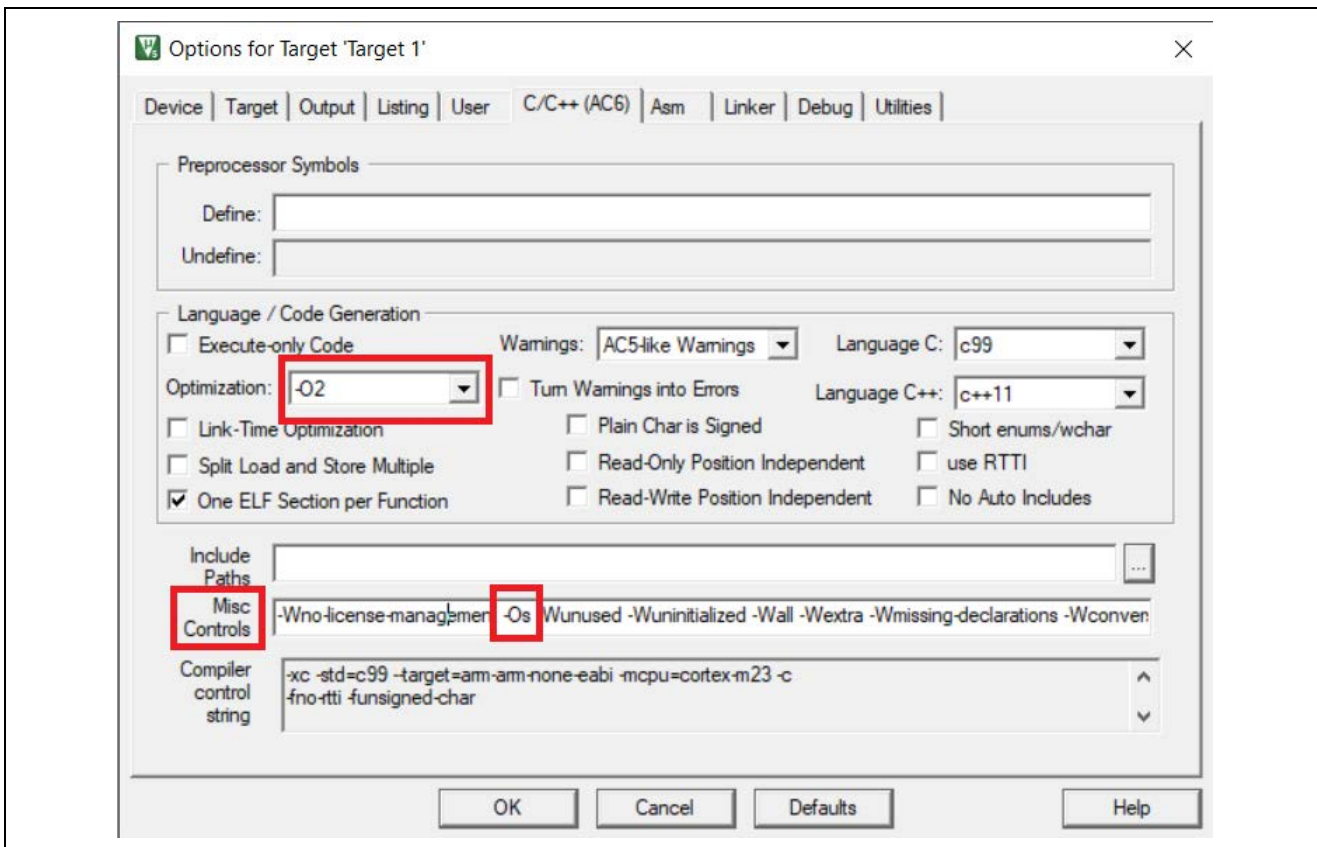 Options for Target 'Target 1'
Device Target Output Listing User C/C++ (AC6) Asm Linker Debug Utilities
Preprocessor Symbols
Define:
Undefine:
Language / Code Generation
Execute-only Code Warnings: AC5-like Warnings Language C: c99
Optimization: -O2 Turn Warnings into Errors Language C++: c++11
Link-Time Optimization Plain Char is Signed Short enums/wchar
Split Load and Store Multiple Read-Only Position Independent use RTTI
One ELF Section per Function Read-Write Position Independent No Auto Includes
Include
Paths
...
Misc
Controls
-Wno-license-management -Os -Wunused -Wuninitialized -Wall -Wextra -Wmissing-declarations -Wconver
Compiler
control
string
-xc -std=c99 --target=arm-arm-none-eabi -mcpu=cortex-m23 -c
-fno-rtti -funsigned-char
OK Cancel Defaults Help